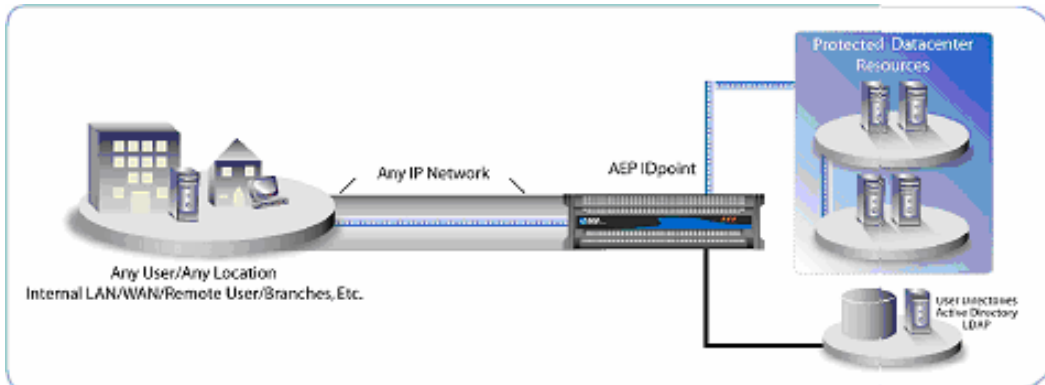 Protected Datacenter
Resources
Any IP Network
AEP IDpoint
Any User/Any Location
Internal LAN/WAN/Remote User/Branches, Etc.
User Directories
Active Directory
LDAP